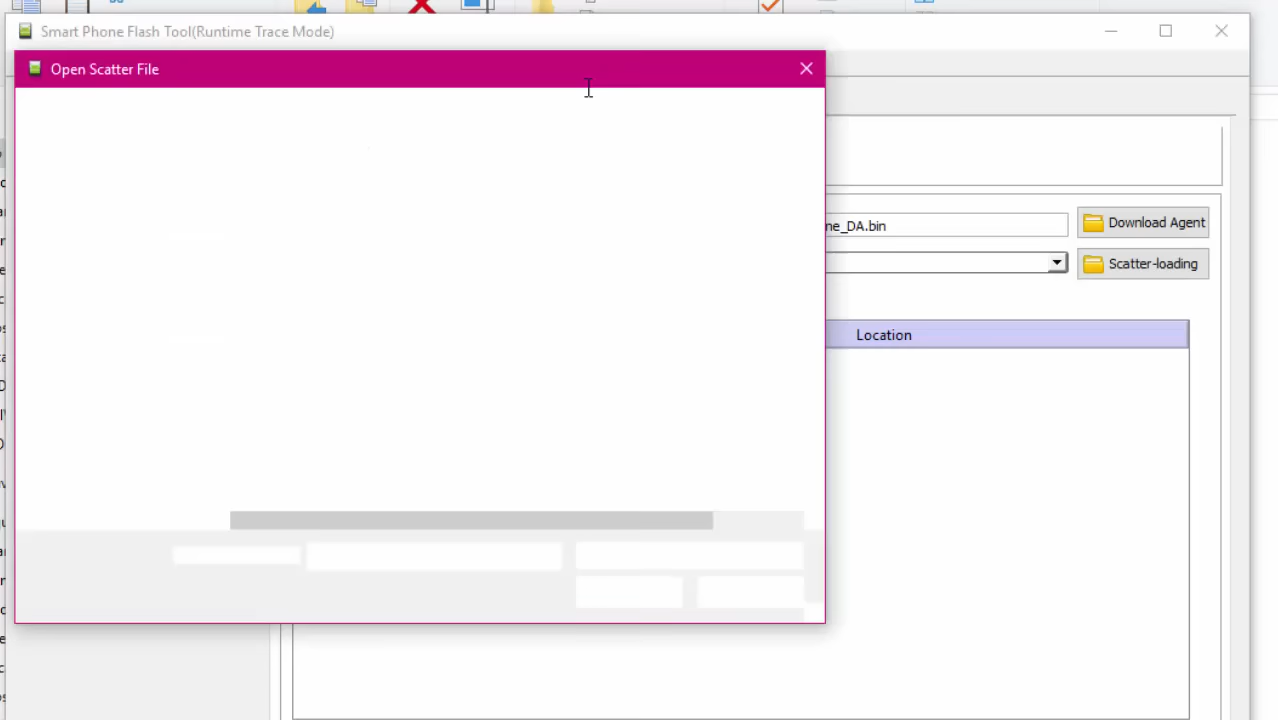 Smart Phone Flash Tool(Runtime Trace Mode)
Open Scatter File
ne_DA.bin
Download Agent
Scatter-loading
Location